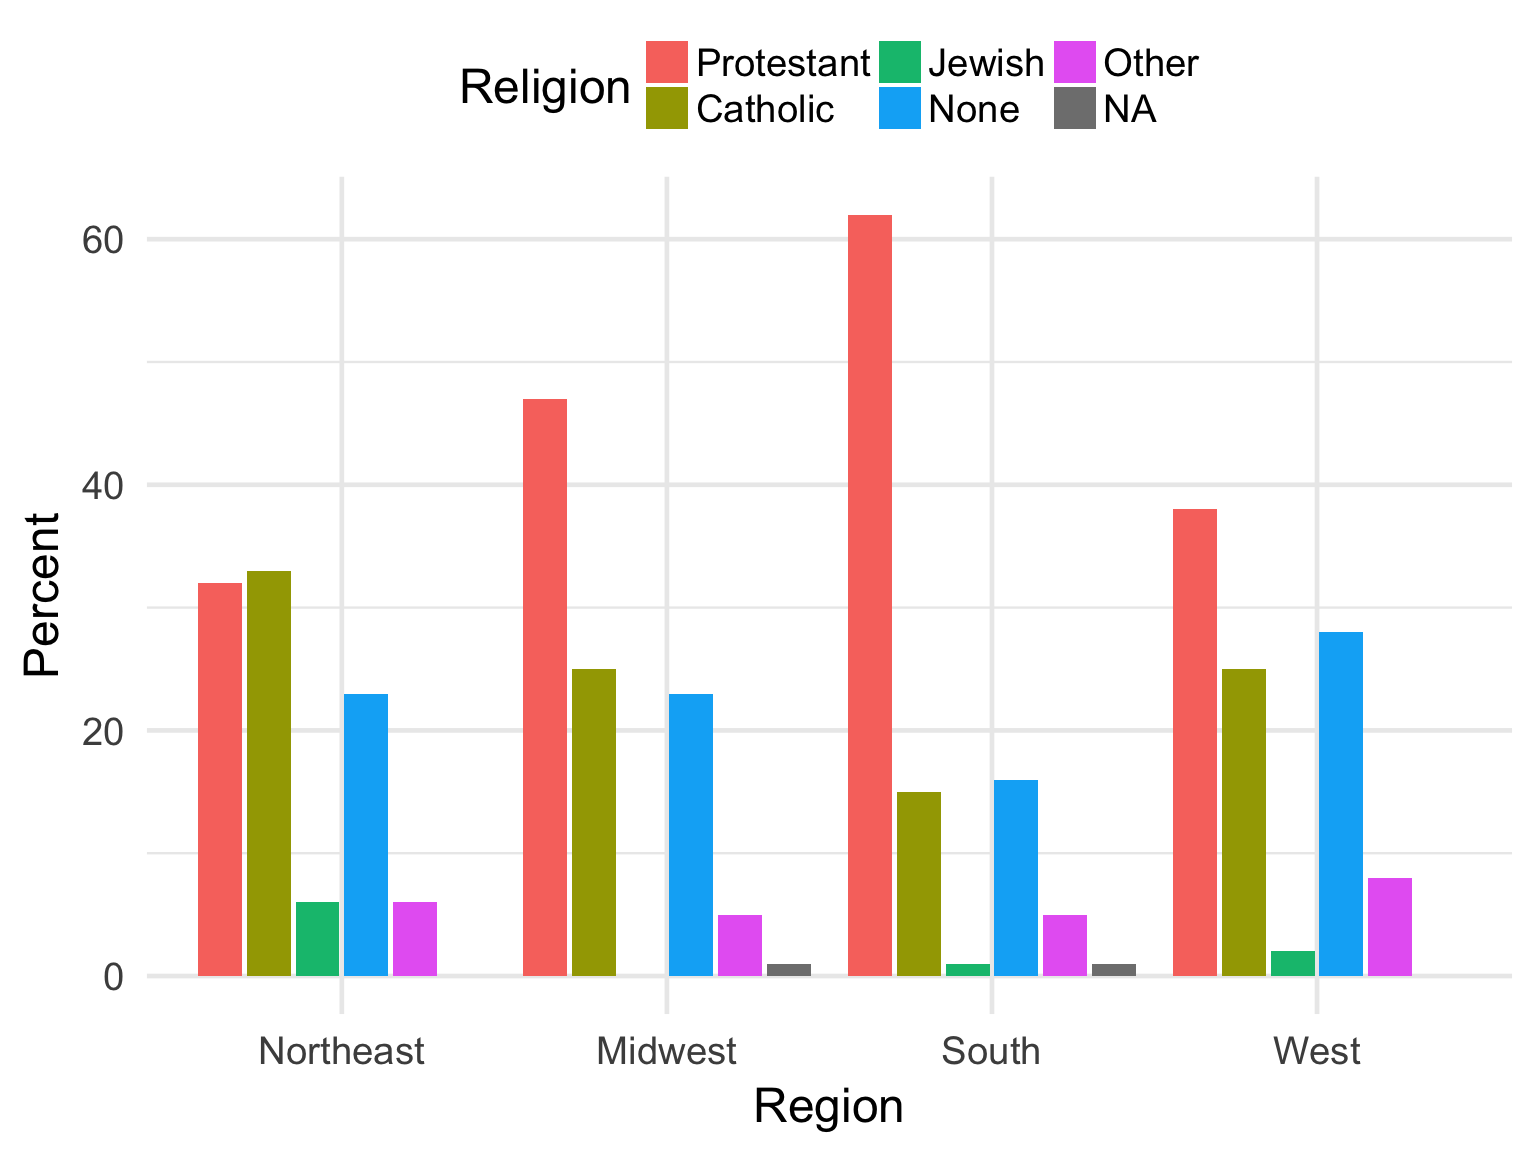 Religion
Protestant Jewish Other
Catholic None NA
Percent
60
40
20
0
Northeast Midwest South West
Region